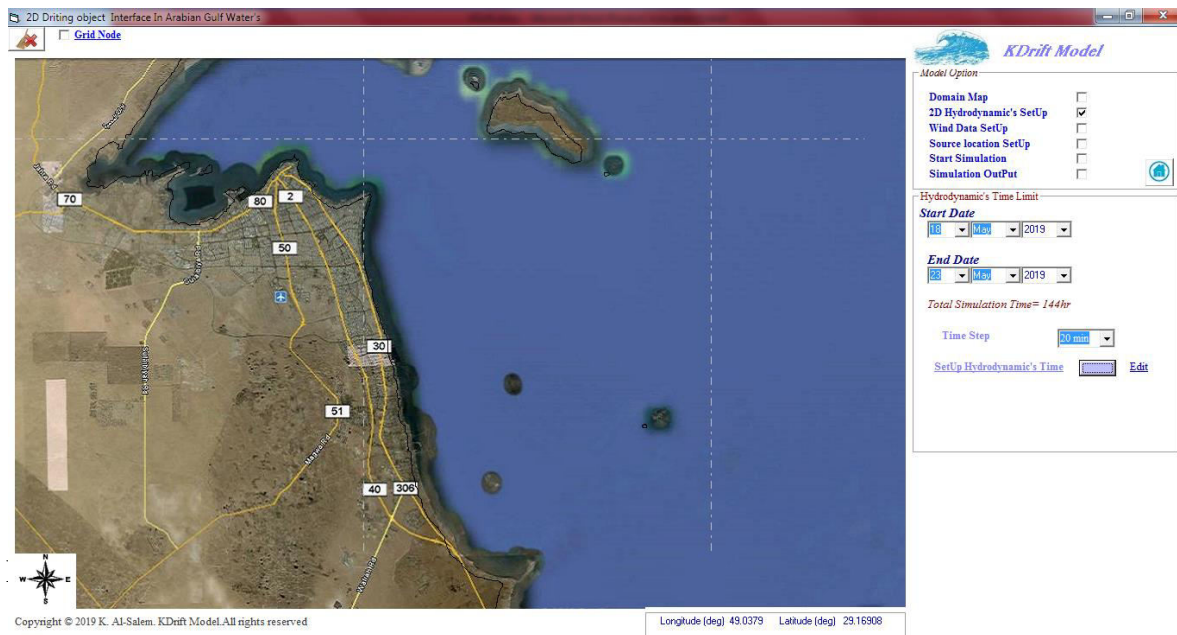 2D Driting object Interface In Arabian Gulf Water's
Grid Node
KDrift Model
Model Option
Domain Map
2D Hydrodynamic's SetUp
Wind Data SetUp
Source location SetUp
Start Simulation
Simulation OutPut
Hydrodynamic's Time Limit
Start Date
18 May 2019
End Date
23 May 2019
Total Simulation Time= 144hr
Time Step 20 min
SetUp Hydrodynamic's Time Edit
70
80
2
50
30
51
40
306
Magwa Rd
N
W E
S
Copyright © 2019 K. Al-Salem. KDrift Model.All rights reserved
Longitude (deg) 49.0379 Latitude (deg) 29.16908